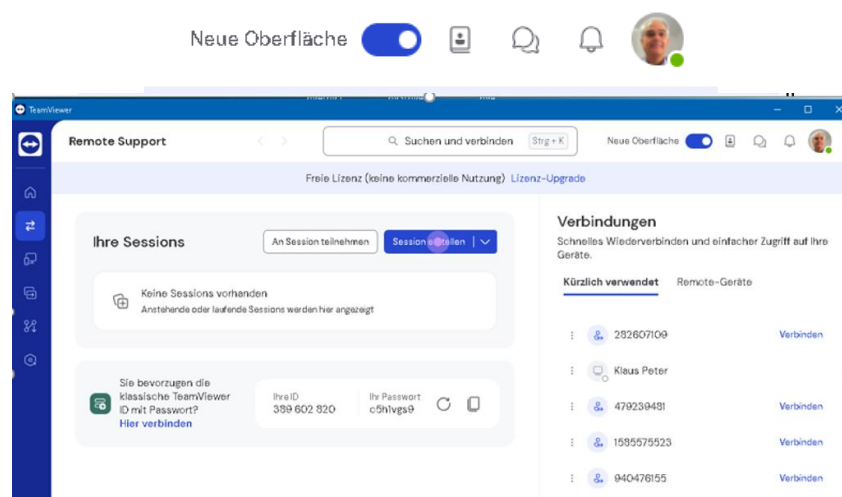 Neue Oberfläche
TeamViewer
Remote Support
Suchen und verbinden Strg + K
Neue Oberfläche
Freie Lizenz (keine kommerzielle Nutzung) Lizenz-Upgrade
Ihre Sessions
An Session teilnehmen
Session erstellen
Keine Sessions vorhanden
Anstehende oder laufende Sessions werden hier angezeigt
Sie bevorzugen die
klassische TeamViewer
ID mit Passwort?
Hier verbinden
Ihre ID
389 602 820
Ihr Passwort
c5h1vgs9
Verbindungen
Schnelles Wiederverbinden und einfacher Zugriff auf Ihre
Geräte.
Kürzlich verwendet Remote-Geräte
282607109 Verbinden
Klaus Peter
479239481 Verbinden
1585575523 Verbinden
940476155 Verbinden